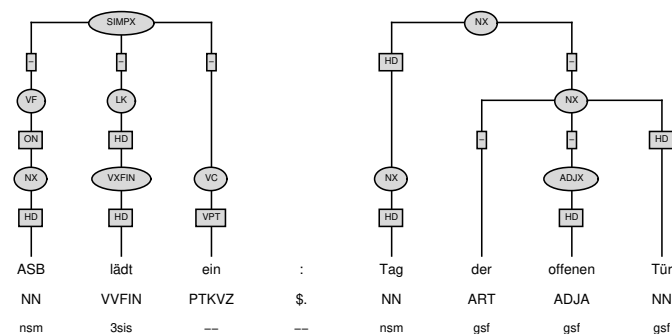 SIMPX NX
– – – HD –
VF LK NX
ON HD – – HD
NX VXFIN VC NX ADJX
HD HD VPT HD HD
ASB lädt ein : Tag der offenen Tür
NN VVFIN PTKVZ $. NN ART ADJA NN
nsm 3sis –– –– nsm gsf gsf gsf